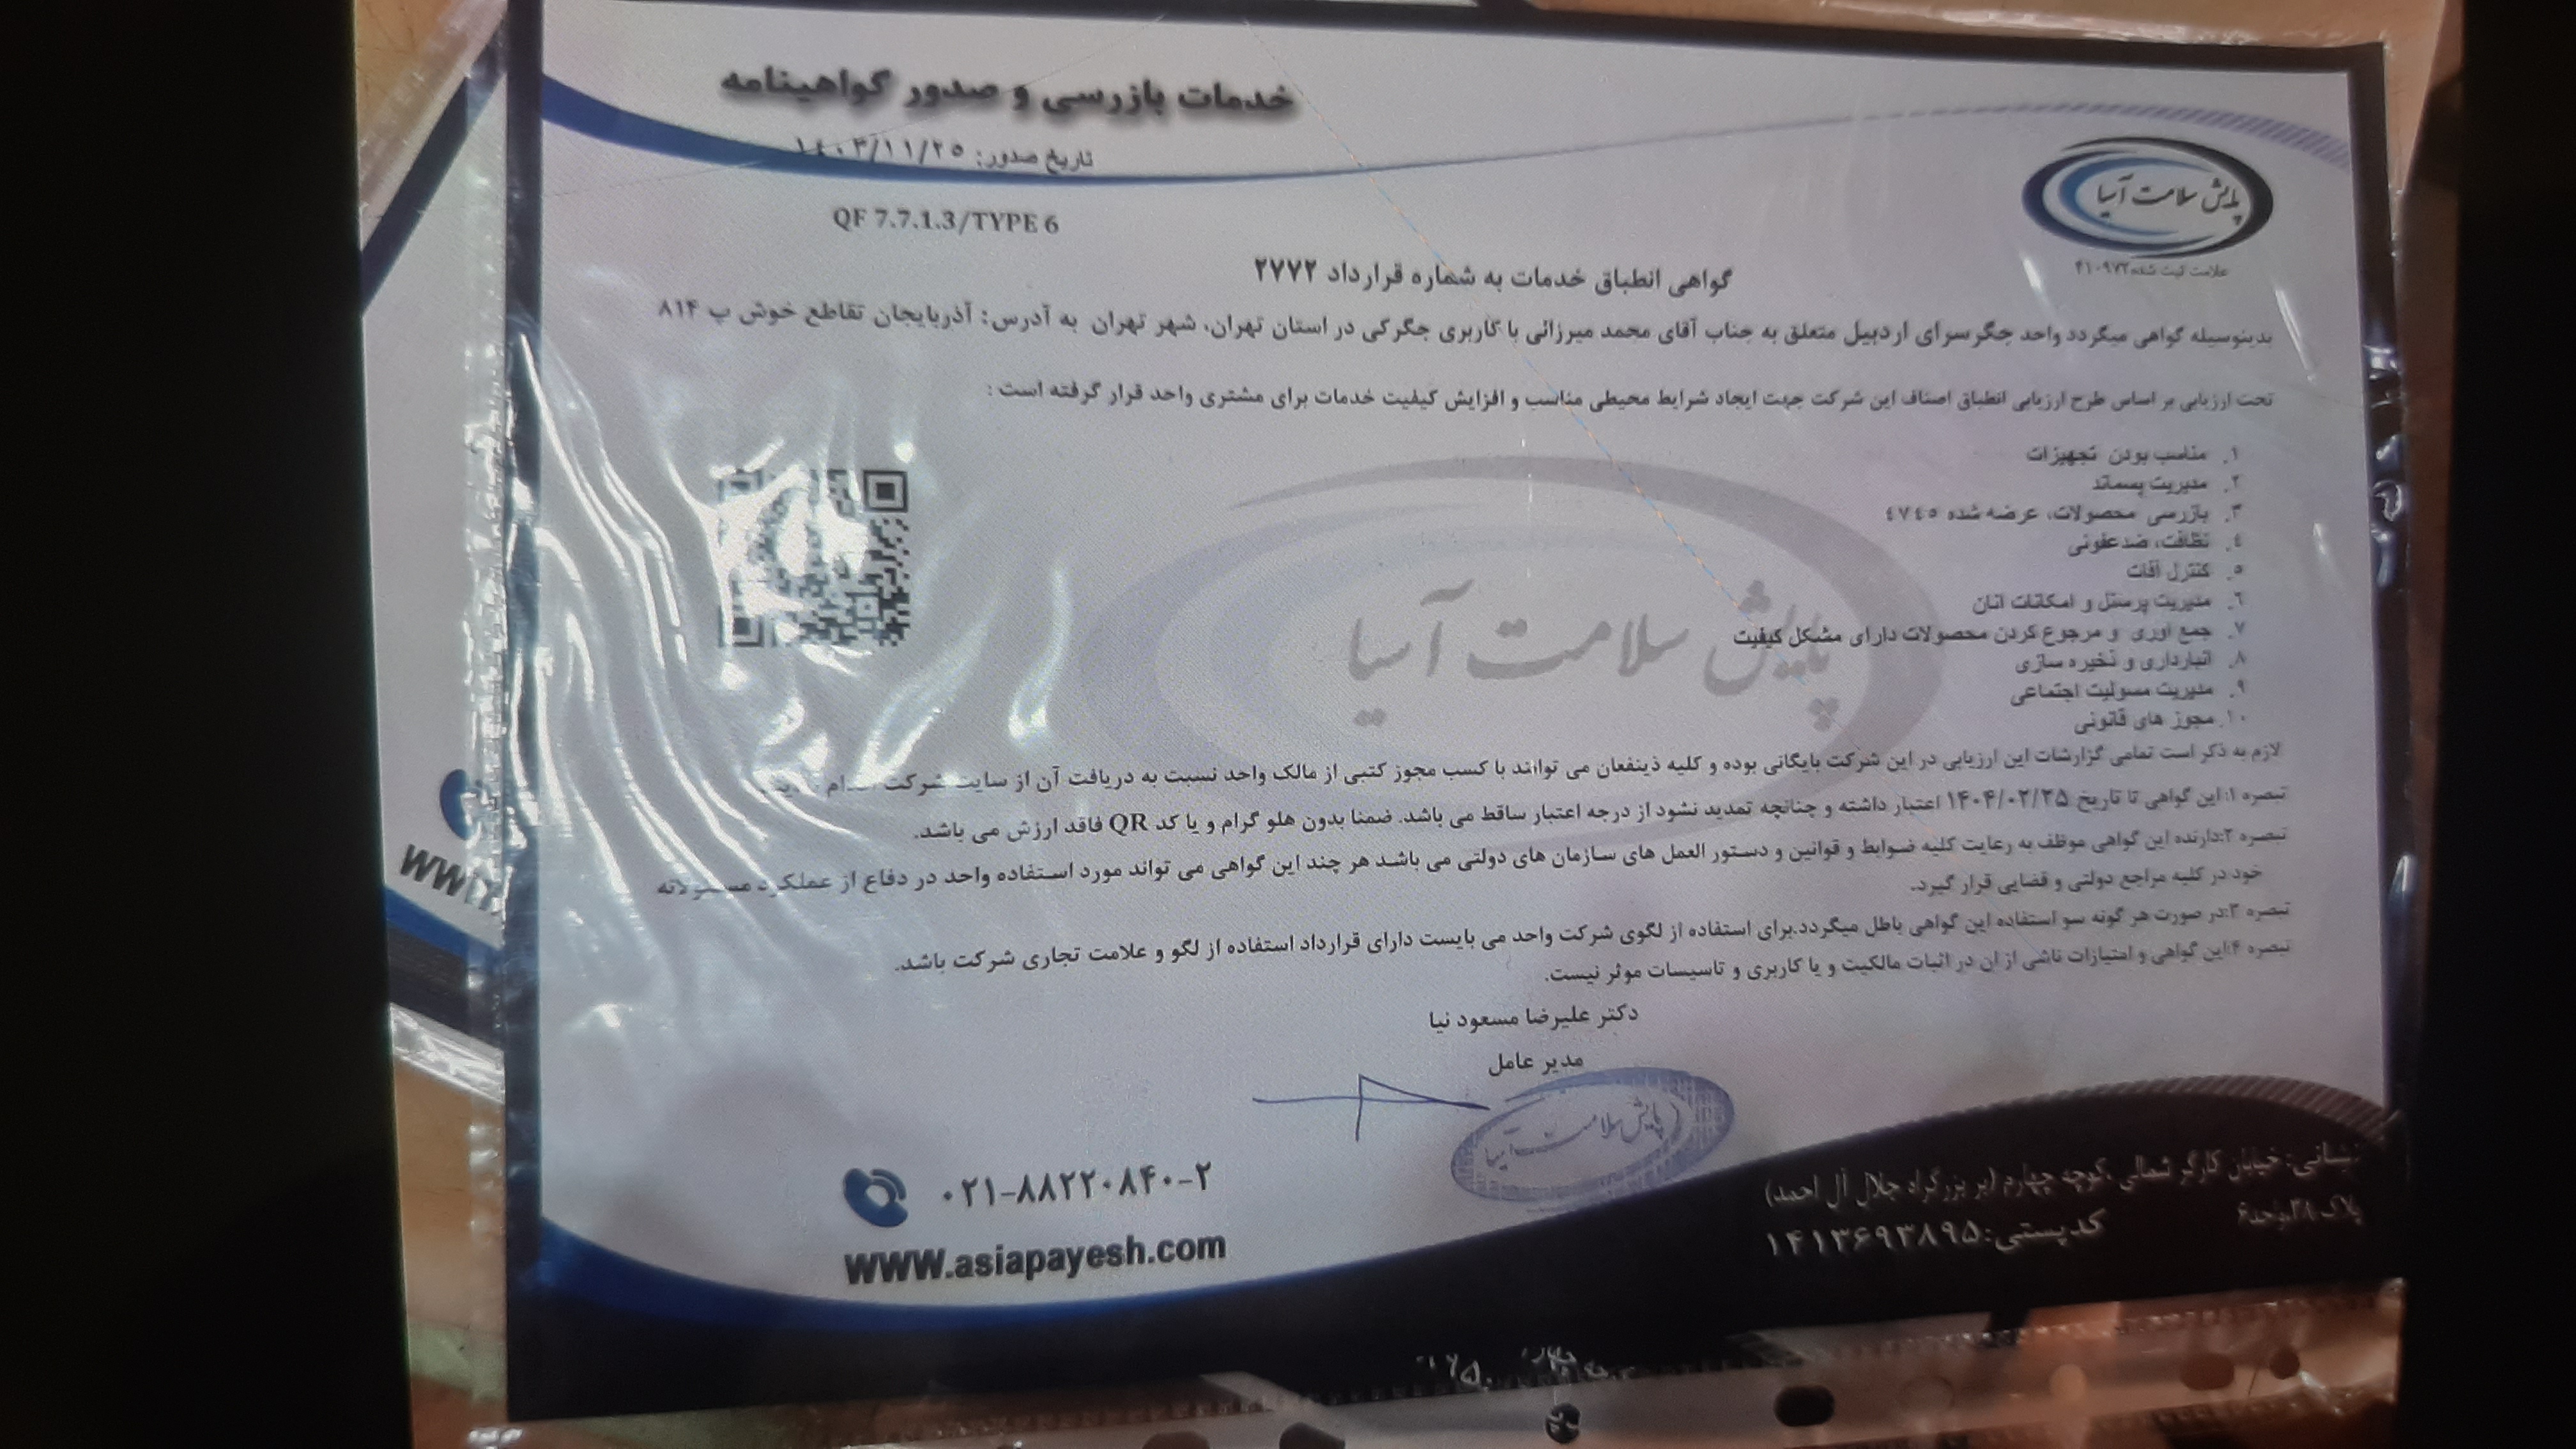 خدمات بازرسی و صدور گواهینامه
تاریخ صدور: ۱۴۰۳/۱۱/۲۵
QF 7.7.1.3/TYPE 6
پایش سلامت آسیا
علامت ثبت شده ۴۱۰۹۷۲
گواهی انطباق خدمات به شماره قرارداد ۲۷۷۲
بدینوسیله گواهی میگردد واحد جگرسرای اردبیل متعلق به جناب آقای محمد میرزائی با کاربری جگرکی در استان تهران، شهر تهران به آدرس: آذربایجان تقاطع خوش پ ۸۱۴
تحت ارزیابی بر اساس طرح ارزیابی انطباق اصناف این شرکت جهت ایجاد شرایط محیطی مناسب و افزایش کیفیت خدمات برای مشتری واحد قرار گرفته است :
۱. مناسب بودن تجهیزات
۲. مدیریت پسماند
۳. بازرسی محصولات، عرضه شده ٤٧٤٥
٤. نظافت، ضدعفونی
٥. کنترل آفات
٦. مدیریت پرسنل و امکانات آنان
۷. جمع آوری و مرجوع کردن محصولات دارای مشکل کیفیت
۸. انبارداری و ذخیره سازی
۹. مدیریت مسولیت اجتماعی
۱۰. مجوز های قانونی
پایش سلامت آسیا
لازم به ذکر است تمامی گزارشات این ارزیابی در این شرکت بایگانی بوده و کلیه ذینفعان می توانند با کسب مجوز کتبی از مالک واحد نسبت به دریافت آن از سایت شرکت
تبصره ۱:این گواهی تا تاریخ ۱۴۰۴/۰۲/۲۵ اعتبار داشته و چنانچه تمدید نشود از درجه اعتبار ساقط می باشد. ضمنا بدون هلو گرام و یا کد QR فاقد ارزش می باشد.
تبصره ۲:دارنده این گواهی موظف به رعایت کلیه ضوابط و قوانین و دستور العمل های سازمان های دولتی می باشد هر چند این گواهی می تواند مورد استفاده واحد در دفاع از عملکرد
خود در کلیه مراجع دولتی و قضایی قرار گیرد.
تبصره ۳:در صورت هر گونه سو استفاده این گواهی باطل میگردد.برای استفاده از لگوی شرکت واحد می بایست دارای قرارداد استفاده از لگو و علامت تجاری شرکت باشد.
تبصره ۴:این گواهی و امتیازات ناشی از ان در اثبات مالکیت و یا کاربری و تاسیسات موثر نیست.
دکتر علیرضا مسعود نیا
مدیر عامل
پایش سلامت آسیا
۰۲۱-۸۸۲۲۰۸۴۰-۲
www.asiapayesh.com
نشانی: خیابان کارگر شمالی ،کوچه چهارم (بر بزرگراه جلال آل احمد)
پلاک ۲۸،واحد۶
کدپستی:۱۴۱۳۶۹۳۸۹۵
WWW